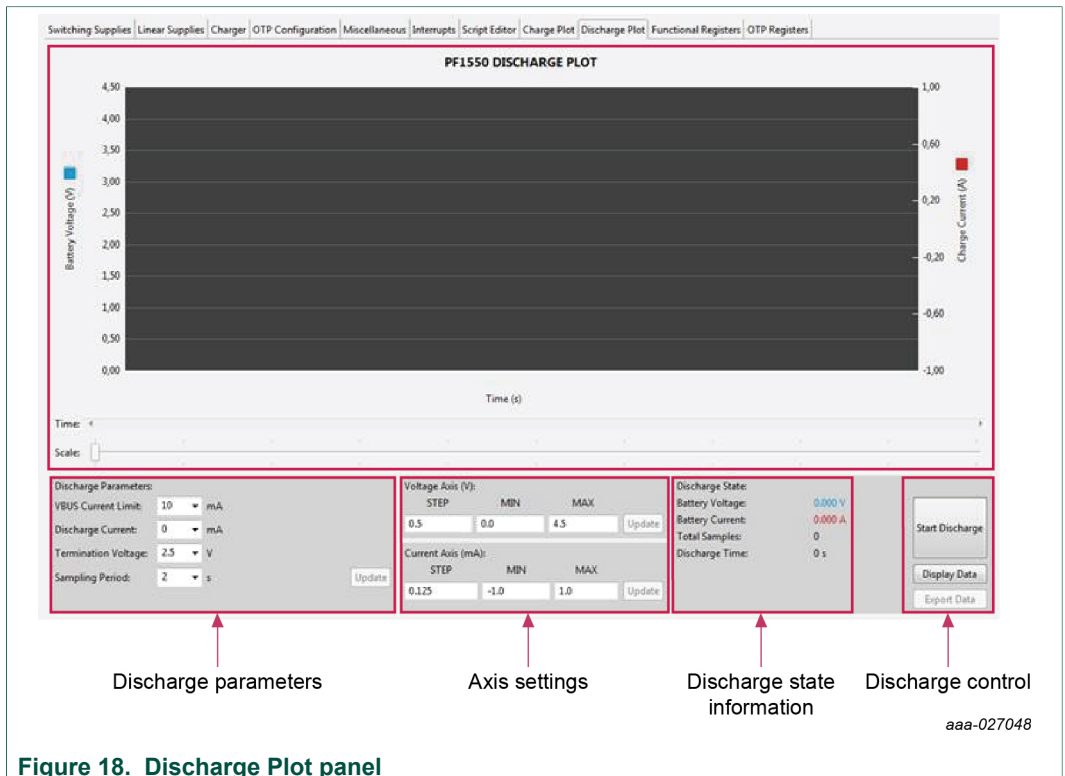 Switching Supplies Linear Supplies Charger OTP Configuration Miscellaneous Interrupts Script Editor Charge Plot Discharge Plot Functional Registers OTP Registers
PF1550 DISCHARGE PLOT
4,50
4,00
3,50
3,00
2,50
2,00
1,50
1,00
0,50
0,00
Battery Voltage (V)
1,00
0,60
0,20
-0,20
-0,60
-1,00
Charge Current (A)
Time (s)
Time:
Scale:
Discharge Parameters:
VBUS Current Limit: 10 mA
Discharge Current: 0 mA
Termination Voltage: 2.5 V
Sampling Period: 2 s Update
Voltage Axis (V):
STEP MIN MAX
0.5 0.0 4.5 Update
Current Axis (mA):
STEP MIN MAX
0.125 -1.0 1.0 Update
Discharge State:
Battery Voltage: 0.000 V
Battery Current: 0.000 A
Total Samples: 0
Discharge Time: 0 s
Start Discharge
Display Data
Export Data
Discharge parameters
Axis settings
Discharge state
information
Discharge control
aaa-027048
Figure 18. Discharge Plot panel